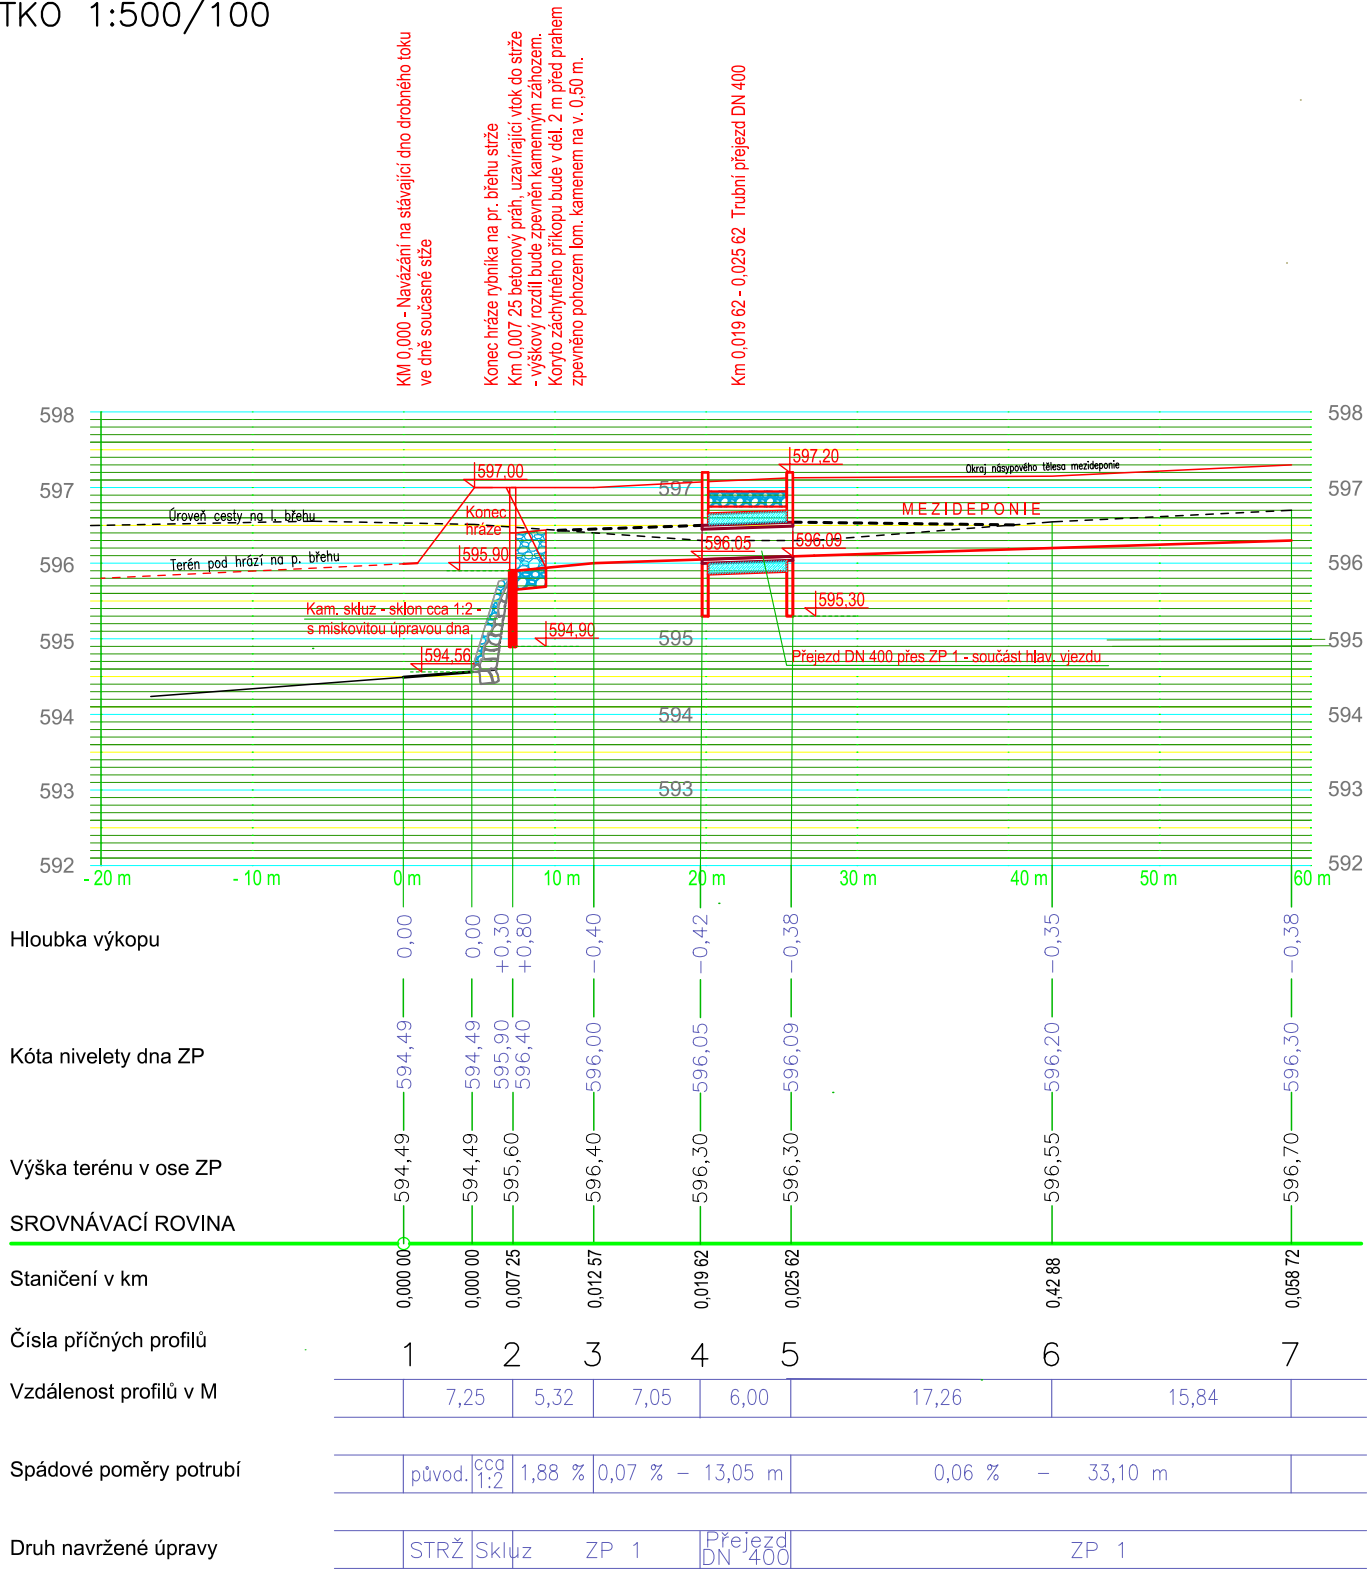 TKO 1:500/100
KM 0,000 - Navázání na stávající dno drobného toku
ve dně současné stže
Konec hráze rybníka na pr. břehu strže
Km 0,007 25 betonový práh, uzavírající vtok do strže
- výškový rozdíl bude zpevněn kamenným záhozem.
Koryto záchytného příkopu bude v dél. 2 m před prahem
zpevněno pohozem lom. kamenem na v. 0,50 m.
Km 0,019 62 - 0,025 62 Trubní přejezd DN 400
598
598
597,20
597,00
Okraj násypového tělesa mezideponie
597
597
597
Konec
hráze
MEZIDEPONIE
Úroveň cesty na l. břehu
596,05
596,09
595,90
Terén pod hrází na p. břehu
596
596
595,30
Kam. skluz - sklon cca 1:2 -
s miskovitou úpravou dna
594,90
595
595
595
594,56
Přejezd DN 400 přes ZP 1 - součást hlav. vjezdu
594
594
594
593
593
593
592
592
- 20 m
- 10 m
0 m
10 m
20 m
30 m
40 m
50 m
60 m
Hloubka výkopu
0,00
0,00
+0,30
+0,80
-0,40
-0,42
-0,38
-0,35
-0,38
Kóta nivelety dna ZP
594,49
594,49
595,90
596,40
596,00
596,05
596,09
596,20
596,30
Výška terénu v ose ZP
594,49
594,49
595,60
596,40
596,30
596,30
596,55
596,70
SROVNÁVACÍ ROVINA
Staničení v km
0,000 00
0,000 00
0,007 25
0,012 57
0,019 62
0,025 62
0,42 88
0,058 72
Čísla příčných profilů
1
2
3
4
5
6
7
Vzdálenost profilů v M
7,25
5,32
7,05
6,00
17,26
15,84
Spádové poměry potrubí
původ.
cca
1:2
1,88 %
0,07 % - 13,05 m
0,06 % - 33,10 m
Druh navržené úpravy
STRŽ
Skluz
ZP 1
Přejezd
DN 400
ZP 1